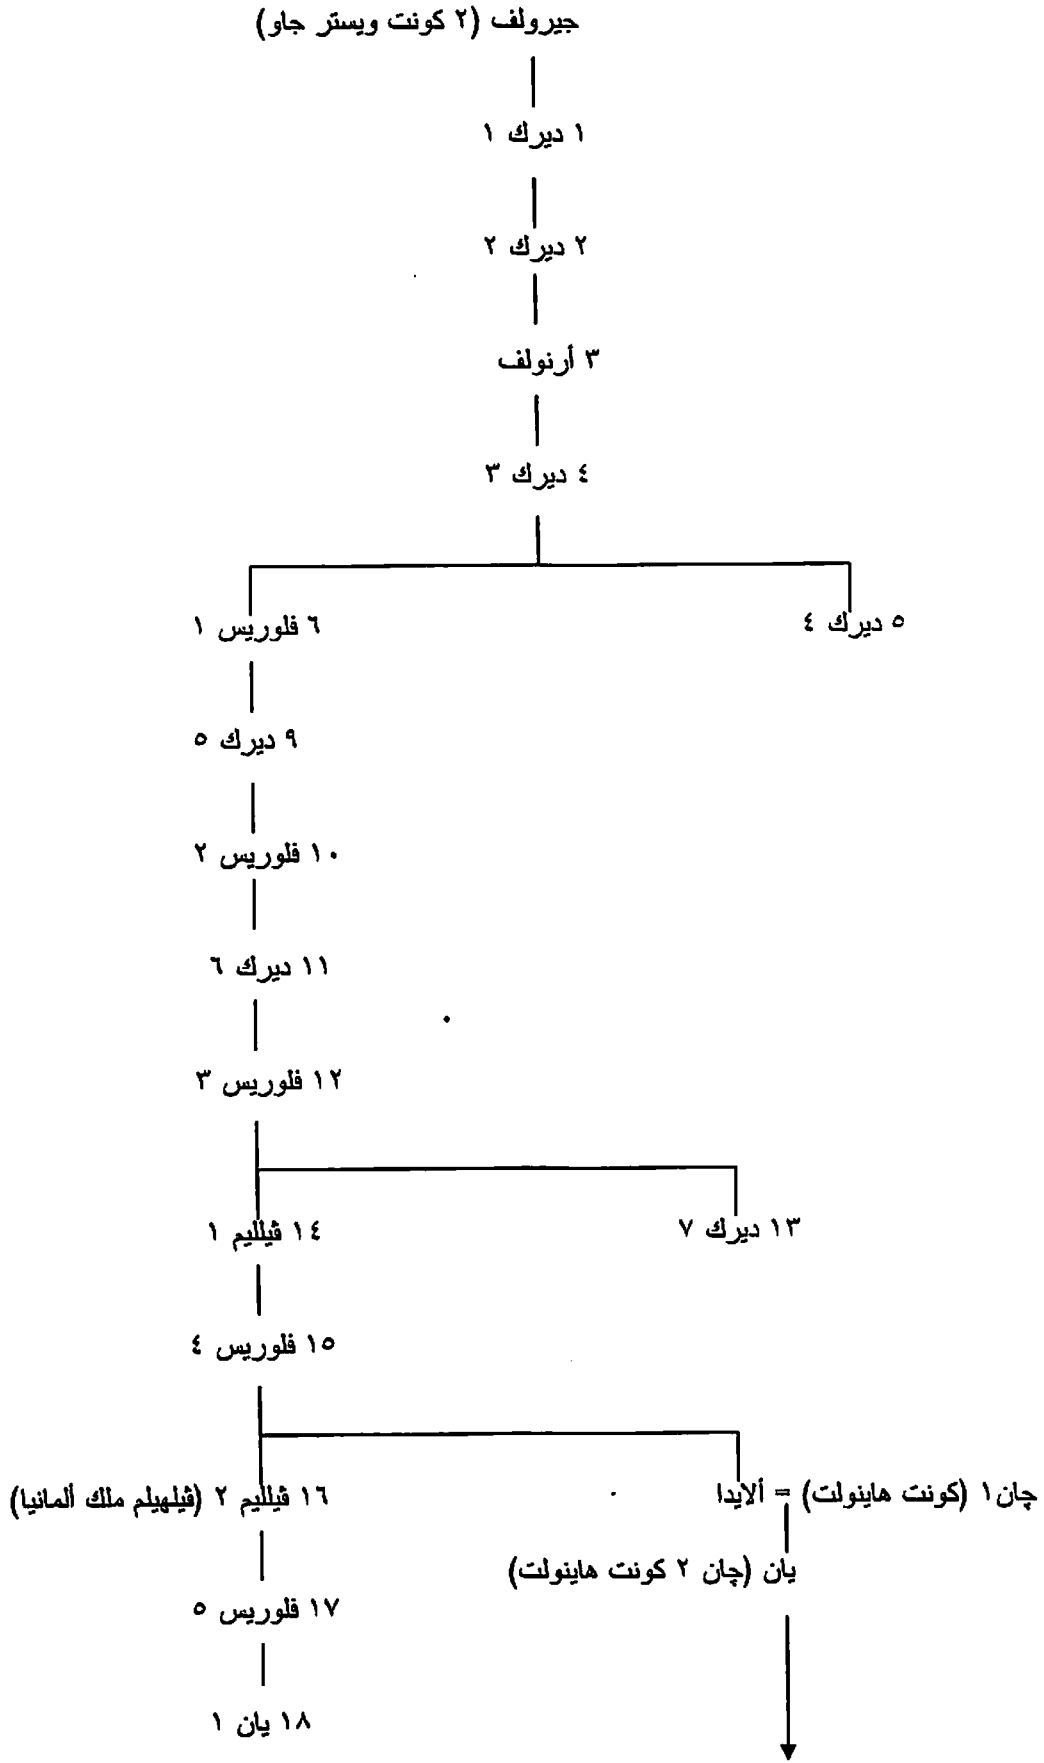 جيرولف (٢ كونت ويستر جاو)
١ ديرك ١
٢ ديرك ٢
٣ أرنولف
٤ ديرك ٣
٥ ديرك ٤
٦ فلوريس ١
٩ ديرك ٥
١٠ فلوريس ٢
١١ ديرك ٦
١٢ فلوريس ٣
١٣ ديرك ٧
١٤ ڤيلليم ١
١٥ فلوريس ٤
چان١ (كونت هاينولت) = ألايدا
١٦ ڤيلليم ٢ (ڤيلهيلم ملك ألمانيا)
يان (چان ٢ كونت هاينولت)
١٧ فلوريس ٥
١٨ يان ١